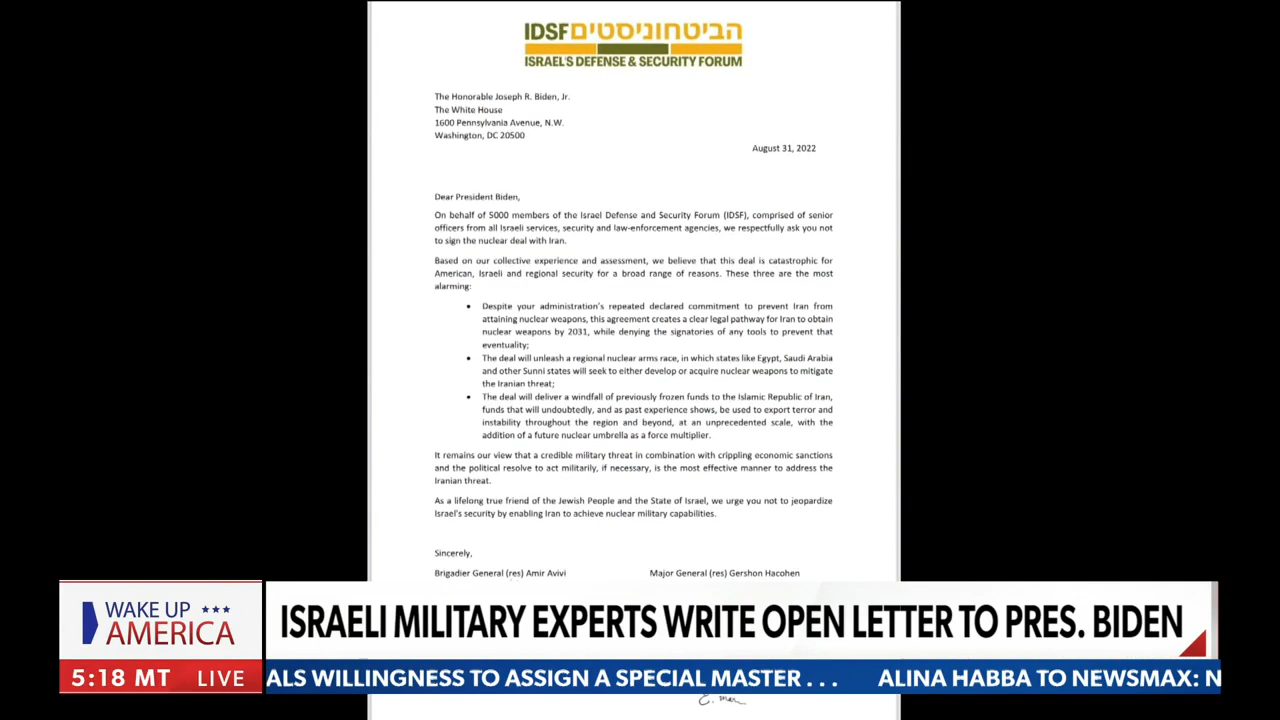 IDSF הביטחוניסטים
ISRAEL'S DEFENSE & SECURITY FORUM
The Honorable Joseph R. Biden, Jr.
The White House
1600 Pennsylvania Avenue, N.W.
Washington, DC 20500
August 31, 2022
Dear President Biden,
On behalf of 5000 members of the Israel Defense and Security Forum (IDSF), comprised of senior
officers from all Israeli services, security and law-enforcement agencies, we respectfully ask you not
to sign the nuclear deal with Iran.
Based on our collective experience and assessment, we believe that this deal is catastrophic for
American, Israeli and regional security for a broad range of reasons. These three are the most
alarming:
• Despite your administration's repeated declared commitment to prevent Iran from
attaining nuclear weapons, this agreement creates a clear legal pathway for Iran to obtain
nuclear weapons by 2031, while denying the signatories of any tools to prevent that
eventuality;
• The deal will unleash a regional nuclear arms race, in which states like Egypt, Saudi Arabia
and other Sunni states will seek to either develop or acquire nuclear weapons to mitigate
the Iranian threat;
• The deal will deliver a windfall of previously frozen funds to the Islamic Republic of Iran,
funds that will undoubtedly, and as past experience shows, be used to export terror and
instability throughout the region and beyond, at an unprecedented scale, with the
addition of a future nuclear umbrella as a force multiplier.
It remains our view that a credible military threat in combination with crippling economic sanctions
and the political resolve to act militarily, if necessary, is the most effective manner to address the
Iranian threat.
As a lifelong true friend of the Jewish People and the State of Israel, we urge you not to jeopardize
Israel's security by enabling Iran to achieve nuclear military capabilities.
Sincerely,
Brigadier General (res) Amir Avivi Major General (res) Gershon Hacohen
WAKE UP
AMERICA
ISRAELI MILITARY EXPERTS WRITE OPEN LETTER TO PRES. BIDEN
5:18 MT LIVE
ALS WILLINGNESS TO ASSIGN A SPECIAL MASTER . . . ALINA HABBA TO NEWSMAX: N